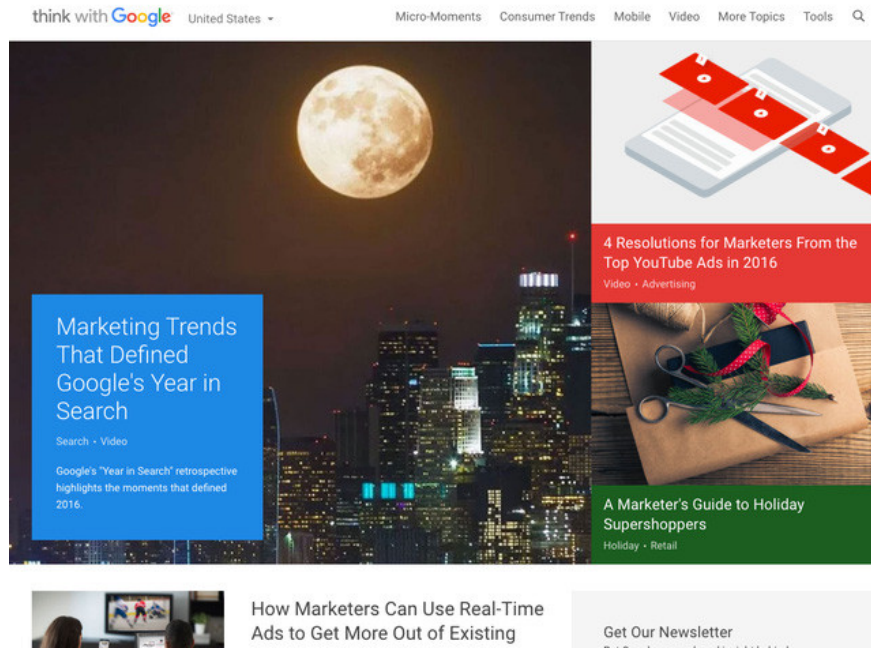 think with Google United States
Micro-Moments Consumer Trends Mobile Video More Topics Tools
Marketing Trends
That Defined
Google's Year in
Search
Search • Video
Google's "Year in Search" retrospective
highlights the moments that defined
2016.
4 Resolutions for Marketers From the
Top YouTube Ads in 2016
Video • Advertising
A Marketer's Guide to Holiday
Supershoppers
Holiday • Retail
How Marketers Can Use Real-Time
Ads to Get More Out of Existing
Get Our Newsletter